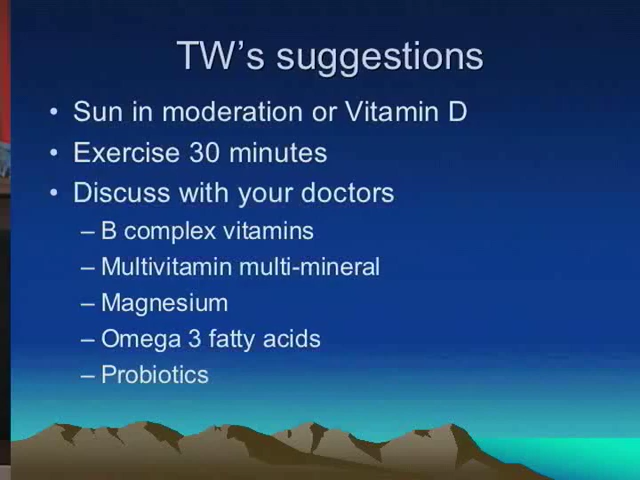 TW's suggestions
• Sun in moderation or Vitamin D
• Exercise 30 minutes
• Discuss with your doctors
– B complex vitamins
– Multivitamin multi-mineral
– Magnesium
– Omega 3 fatty acids
– Probiotics